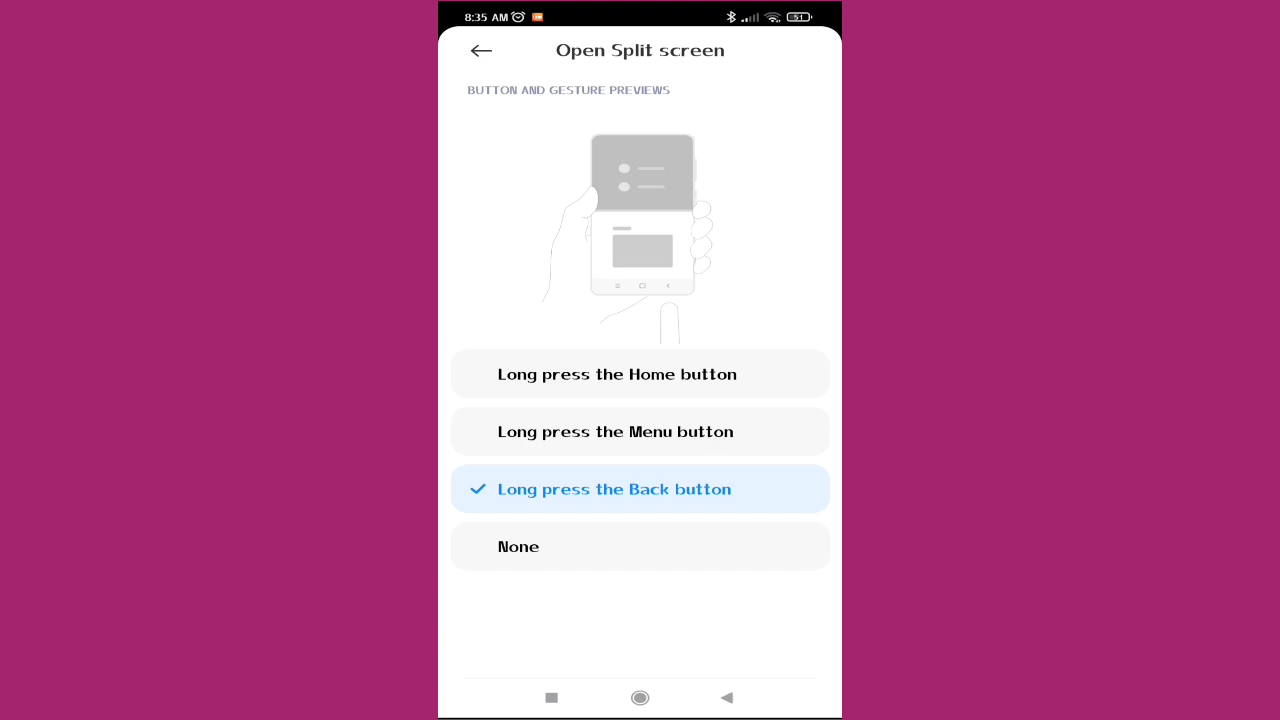 8:35 AM
51
Open Split screen
BUTTON AND GESTURE PREVIEWS
Long press the Home button
Long press the Menu button
Long press the Back button
None